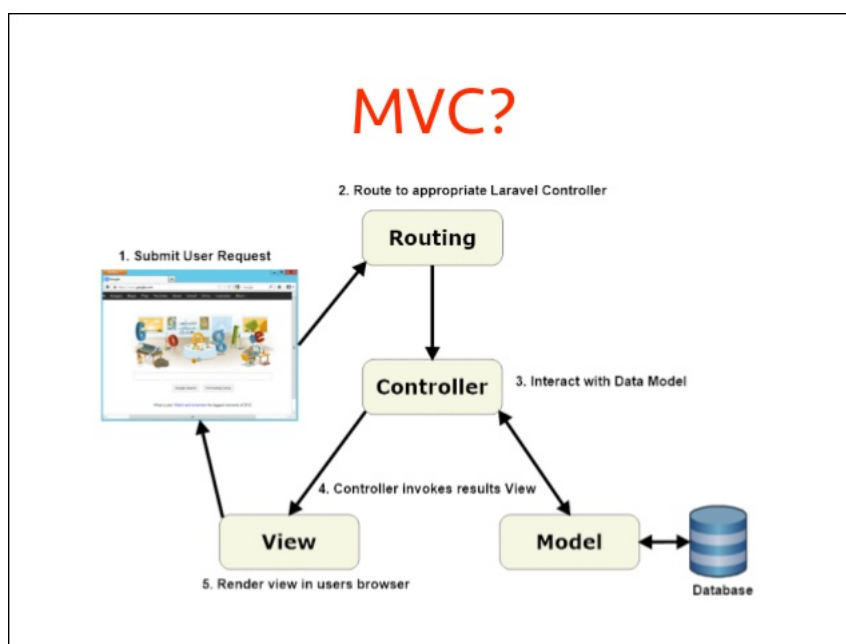 MVC?
2. Route to appropriate Laravel Controller
Routing
1. Submit User Request
Google
Controller
3. Interact with Data Model
4. Controller invokes results View
View
Model
5. Render view in users browser
Database